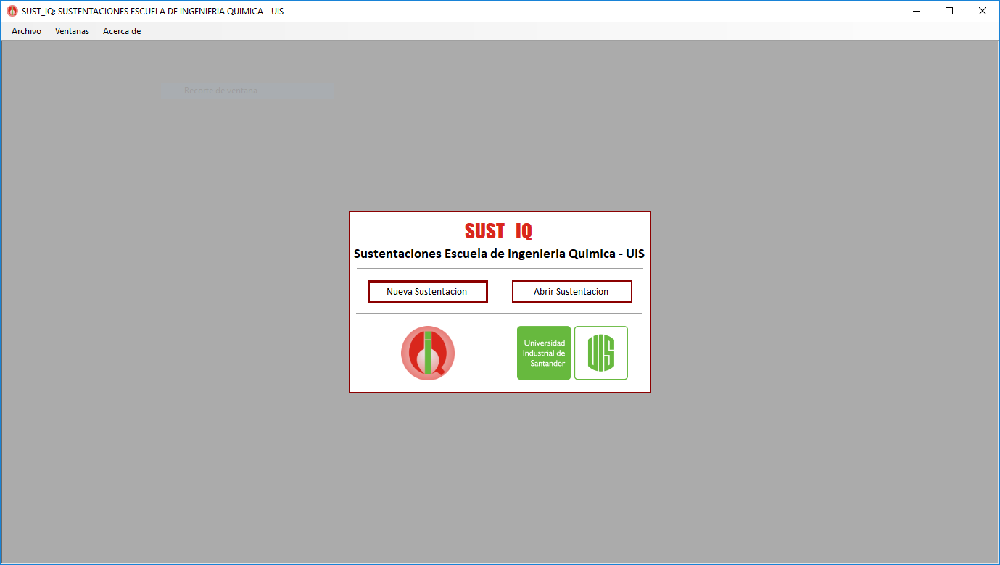 SUST_IQ: SUSTENTACIONES ESCUELA DE INGENIERIA QUIMICA - UIS
Archivo Ventanas Acerca de
Recorte de ventana
SUST_IQ
Sustentaciones Escuela de Ingenieria Quimica - UIS
Nueva Sustentacion Abrir Sustentacion
Universidad
Industrial de
Santander
UIS